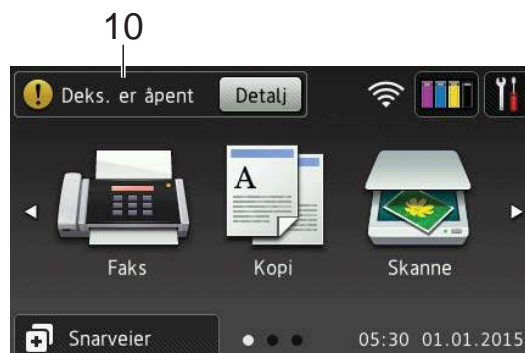 10
Deks. er åpent Detalj
A
Faks Kopi Skanne
Snarveier 05:30 01.01.2015